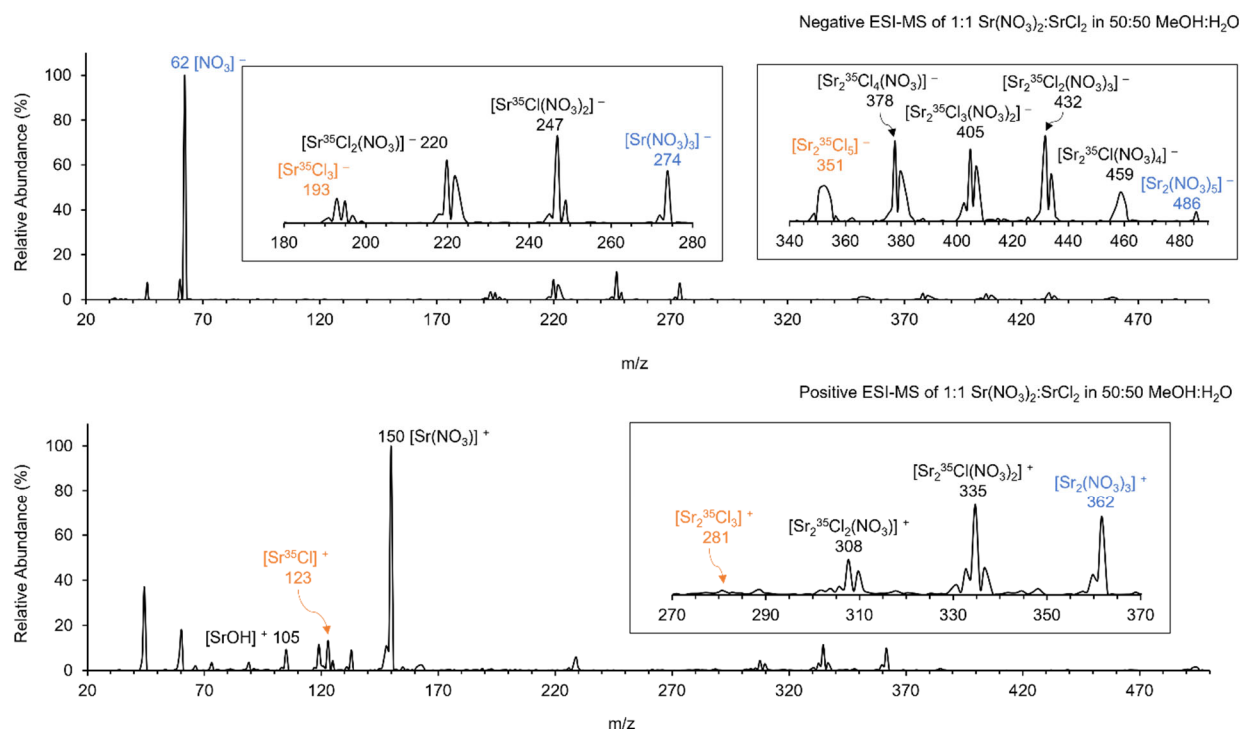 Negative ESI-MS of 1:1 Sr(NO₃)₂:SrCl₂ in 50:50 MeOH:H₂O
Relative Abundance (%)
100
80
60
40
20
0
62 [NO₃]⁻
[Sr³⁵Cl₃]⁻
193
[Sr³⁵Cl₂(NO₃)]⁻ 220
[Sr³⁵Cl(NO₃)₂]⁻
247
[Sr(NO₃)₃]⁻
274
180 200 220 240 260 280
[Sr₂³⁵Cl₅]⁻
351
[Sr₂³⁵Cl₄(NO₃)]⁻
378
[Sr₂³⁵Cl₃(NO₃)₂]⁻
405
[Sr₂³⁵Cl₂(NO₃)₃]⁻
432
[Sr₂³⁵Cl(NO₃)₄]⁻
459
[Sr₂(NO₃)₅]⁻
486
340 360 380 400 420 440 460 480
20 70 120 170 220 270 320 370 420 470
m/z
Positive ESI-MS of 1:1 Sr(NO₃)₂:SrCl₂ in 50:50 MeOH:H₂O
Relative Abundance (%)
100
80
60
40
20
0
[SrOH]⁺ 105
[Sr³⁵Cl]⁺
123
150 [Sr(NO₃)]⁺
[Sr₂³⁵Cl₃]⁺
281
[Sr₂³⁵Cl₂(NO₃)]⁺
308
[Sr₂³⁵Cl(NO₃)₂]⁺
335
[Sr₂(NO₃)₃]⁺
362
270 290 310 330 350 370
20 70 120 170 220 270 320 370 420 470
m/z